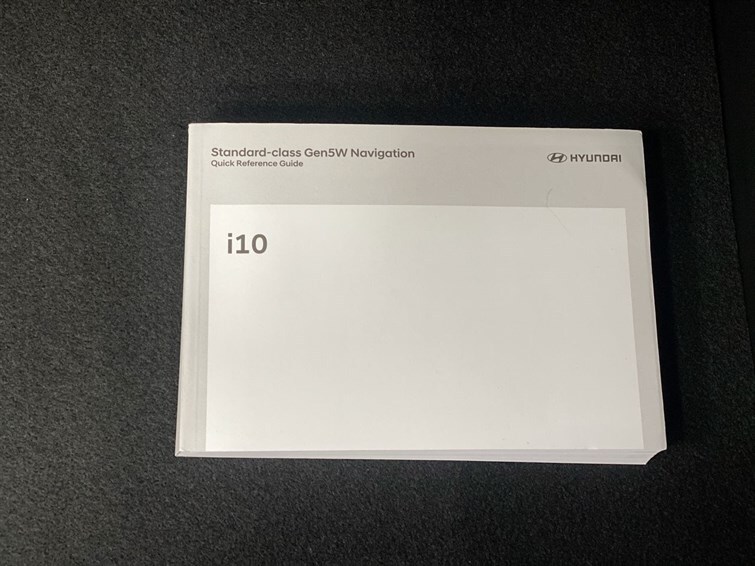 Standard-class Gen5W Navigation
Quick Reference Guide
HYUNDAI
i10